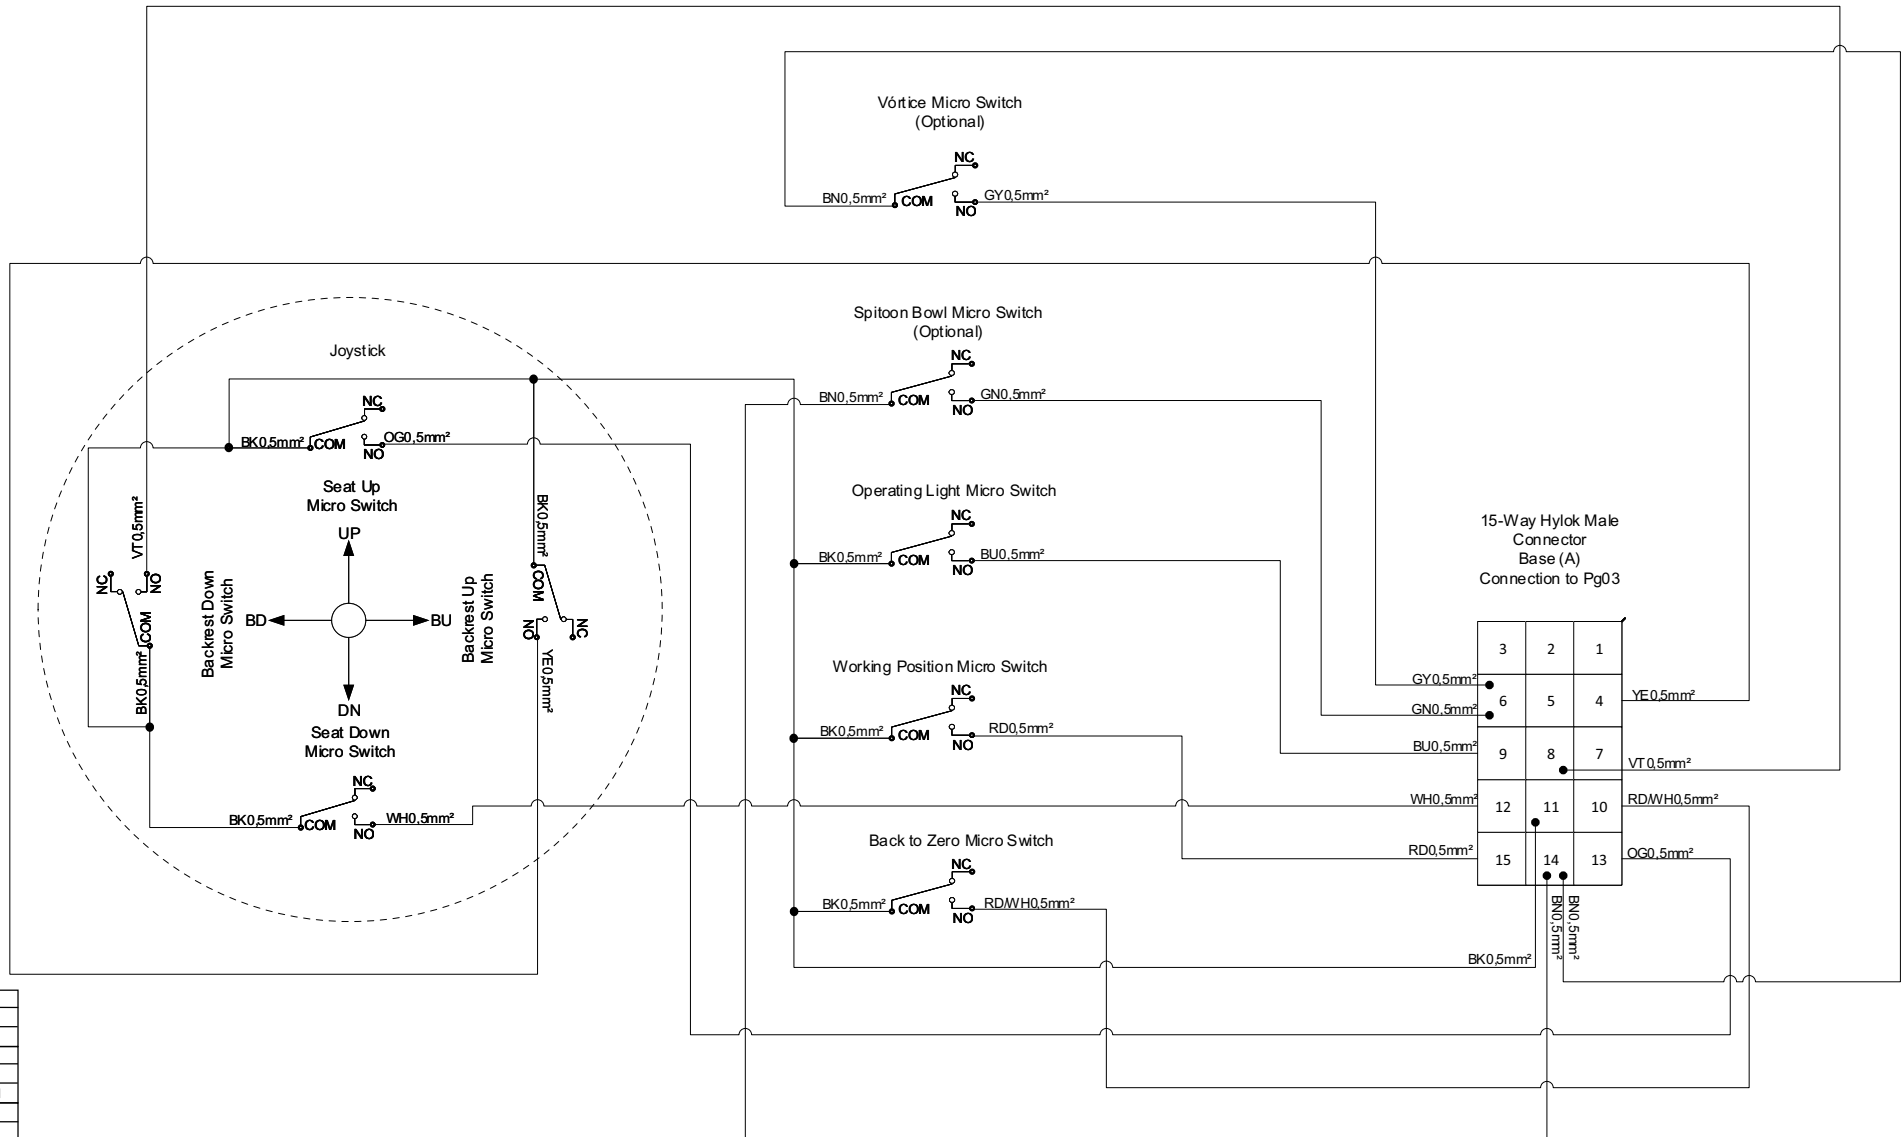 Vórtice Micro Switch
(Optional)
NC
BN0,5mm²
COM
GY0,5mm²
NO
Spitoon Bowl Micro Switch
(Optional)
NC
BN0,5mm²
COM
GN0,5mm²
NO
Joystick
NC
BK0,5mm²
COM
OG0,5mm²
NO
Seat Up
Micro Switch
UP
VT0,5mm²
NC
NO
COM
BK0,5mm²
Backrest Down
Micro Switch
BD
BU
Backrest Up
Micro Switch
BK0,5mm²
COM
NO
NC
YE0,5mm²
DN
Seat Down
Micro Switch
NC
BK0,5mm²
COM
WH0,5mm²
NO
Operating Light Micro Switch
NC
BK0,5mm²
COM
BU0,5mm²
NO
Working Position Micro Switch
NC
BK0,5mm²
COM
RD0,5mm²
NO
Back to Zero Micro Switch
NC
BK0,5mm²
COM
RD/WH0,5mm²
NO
15-Way Hylok Male
Connector
Base (A)
Connection to Pg03
3 2 1
GY0,5mm²
6 5 4
YE0,5mm²
GN0,5mm²
BU0,5mm²
9 8 7
VT0,5mm²
WH0,5mm²
12 11 10
RD/WH0,5mm²
RD0,5mm²
15 14 13
OG0,5mm²
BN0,5mm²
BN0,5mm²
BK0,5mm²